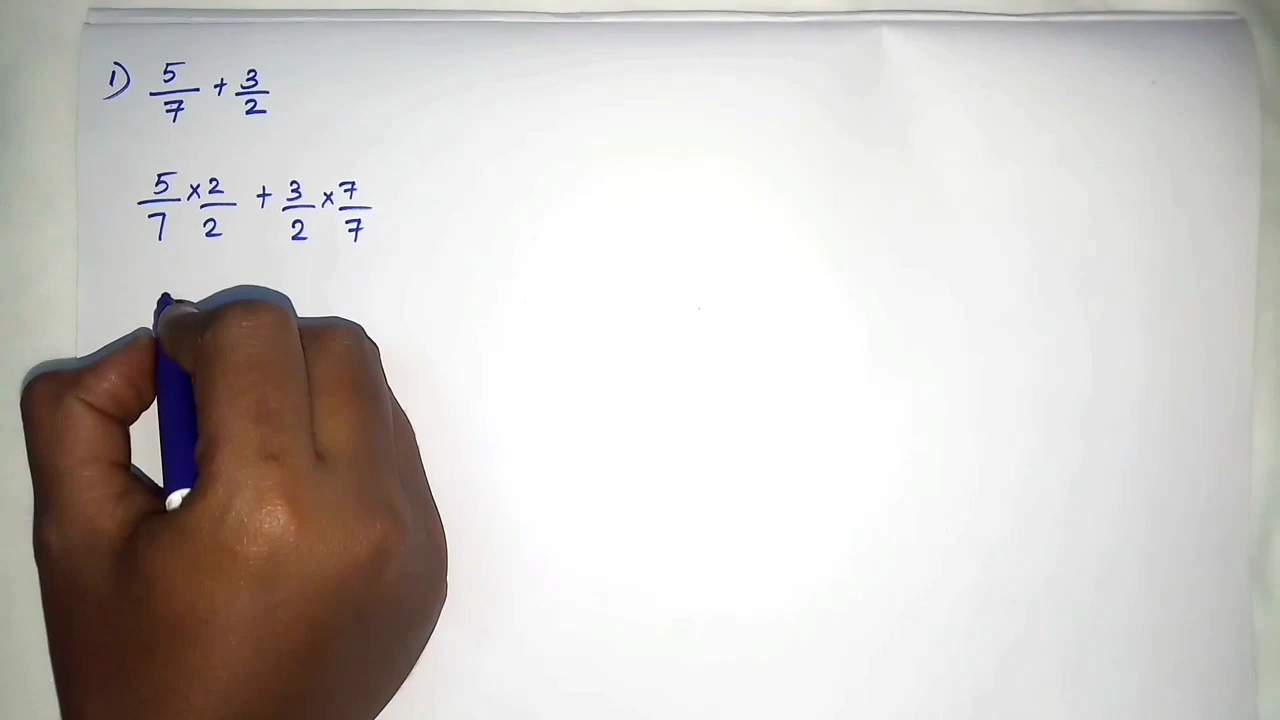 1) 5/7 + 3/2
5/7 × 2/2 + 3/2 × 7/7